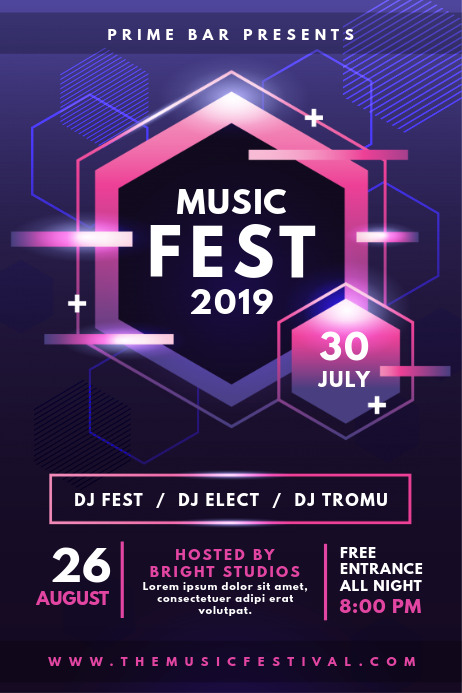 PRIME BAR PRESENTS
MUSIC
FEST
2019
30
JULY
DJ FEST / DJ ELECT / DJ TROMU
26
AUGUST
HOSTED BY
BRIGHT STUDIOS
Lorem ipsum dolor sit amet,
consectetuer adipi erat
volutpat.
FREE
ENTRANCE
ALL NIGHT
8:00 PM
WWW.THEMUSICFESTIVAL.COM